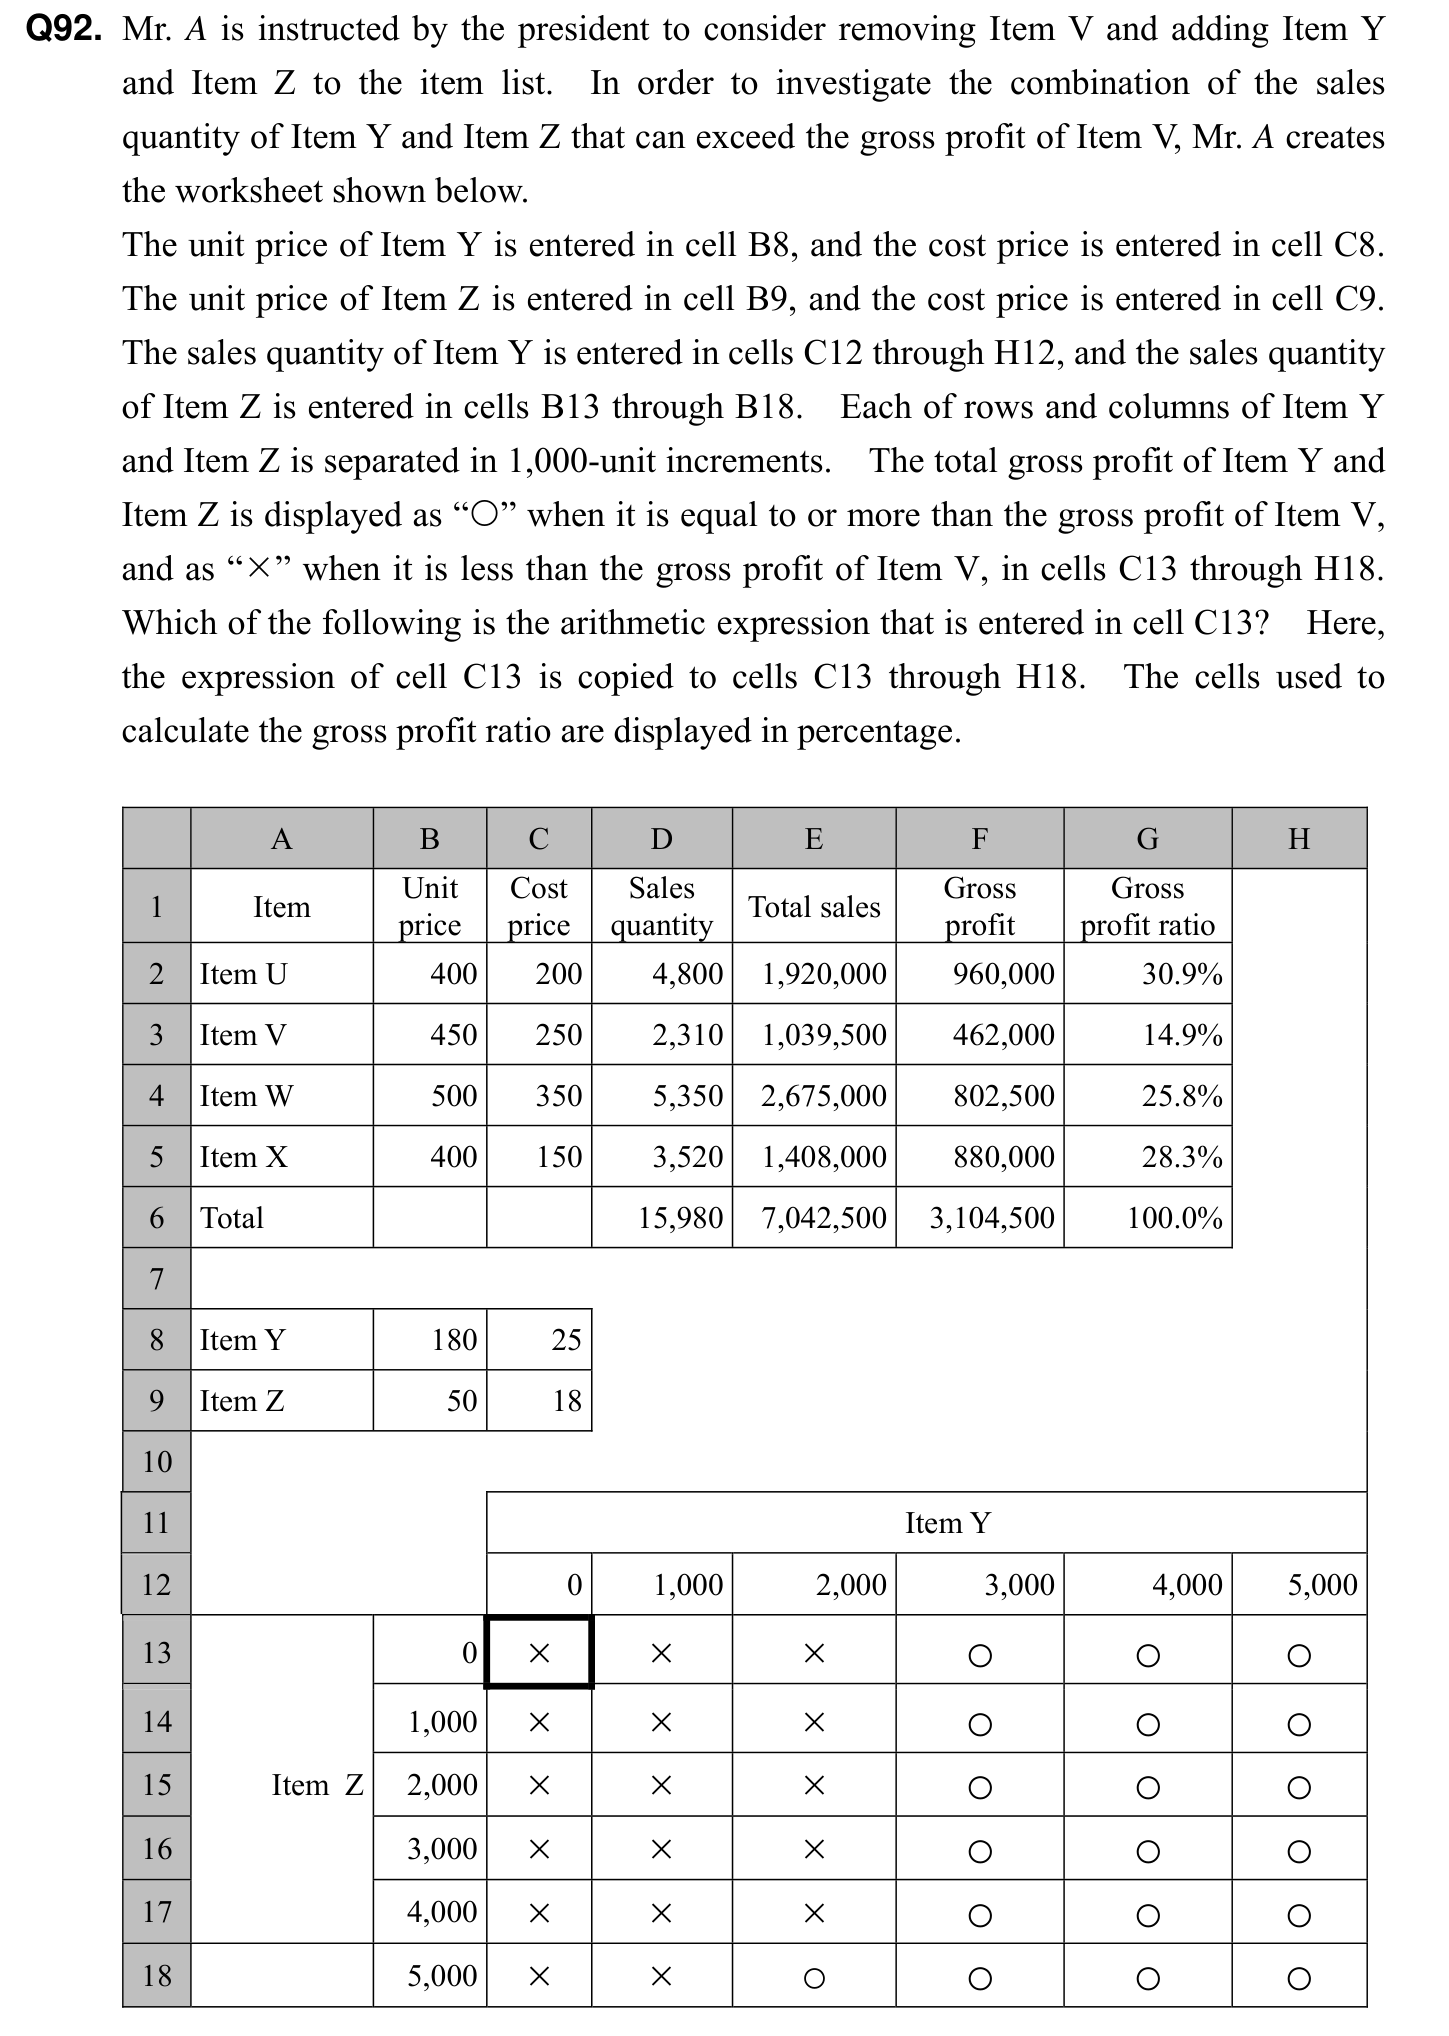 Q92. Mr. A is instructed by the president to consider removing Item V and adding Item Y
and Item Z to the item list. In order to investigate the combination of the sales
quantity of Item Y and Item Z that can exceed the gross profit of Item V, Mr. A creates
the worksheet shown below.
The unit price of Item Y is entered in cell B8, and the cost price is entered in cell C8.
The unit price of Item Z is entered in cell B9, and the cost price is entered in cell C9.
The sales quantity of Item Y is entered in cells C12 through H12, and the sales quantity
of Item Z is entered in cells B13 through B18. Each of rows and columns of Item Y
and Item Z is separated in 1,000-unit increments. The total gross profit of Item Y and
Item Z is displayed as “○” when it is equal to or more than the gross profit of Item V,
and as “×” when it is less than the gross profit of Item V, in cells C13 through H18.
Which of the following is the arithmetic expression that is entered in cell C13? Here,
the expression of cell C13 is copied to cells C13 through H18. The cells used to
calculate the gross profit ratio are displayed in percentage.
A B C D E F G H
1 Item Unit price Cost price Sales quantity Total sales Gross profit Gross profit ratio
2 Item U 400 200 4,800 1,920,000 960,000 30.9%
3 Item V 450 250 2,310 1,039,500 462,000 14.9%
4 Item W 500 350 5,350 2,675,000 802,500 25.8%
5 Item X 400 150 3,520 1,408,000 880,000 28.3%
6 Total 15,980 7,042,500 3,104,500 100.0%
7
8 Item Y 180 25
9 Item Z 50 18
10
11 Item Y
12 0 1,000 2,000 3,000 4,000 5,000
13 0 × × × ○ ○ ○
14 1,000 × × × ○ ○ ○
15 Item Z 2,000 × × × ○ ○ ○
16 3,000 × × × ○ ○ ○
17 4,000 × × × ○ ○ ○
18 5,000 × × ○ ○ ○ ○